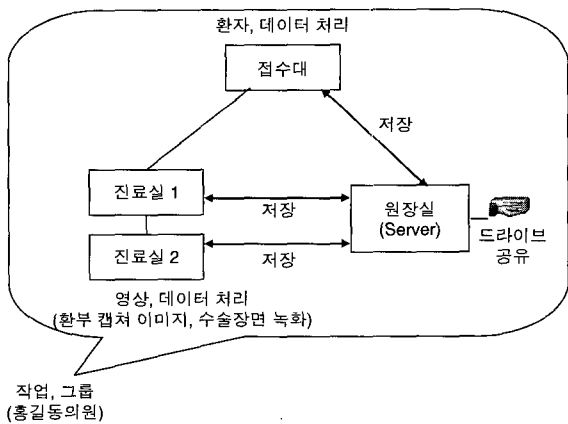 환자, 데이터 처리
접수대
저장
진료실 1
저장
원장실
(Server)
드라이브
공유
진료실 2
저장
영상, 데이터 처리
(환부 캡쳐 이미지, 수술장면 녹화)
작업, 그룹
(홍길동의원)